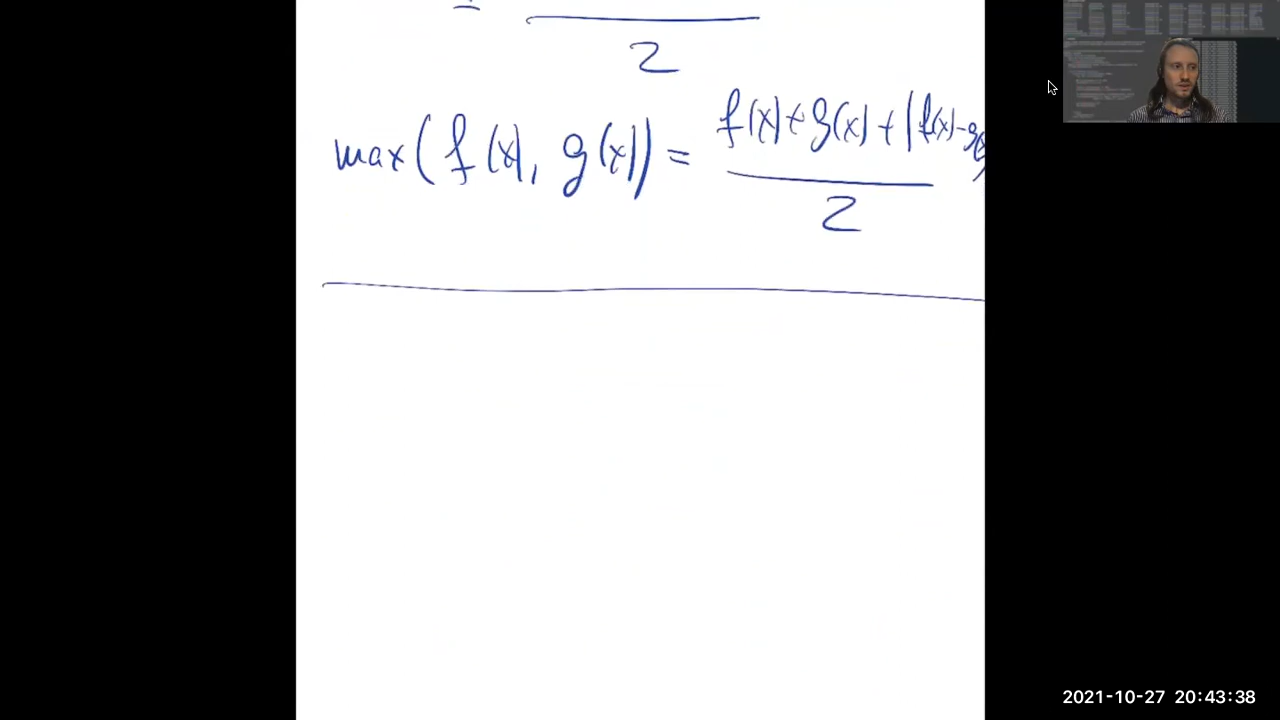 2
max(f(x), g(x)) = f(x)+g(x)+|f(x)-g(x)
2
2021-10-27 20:43:38